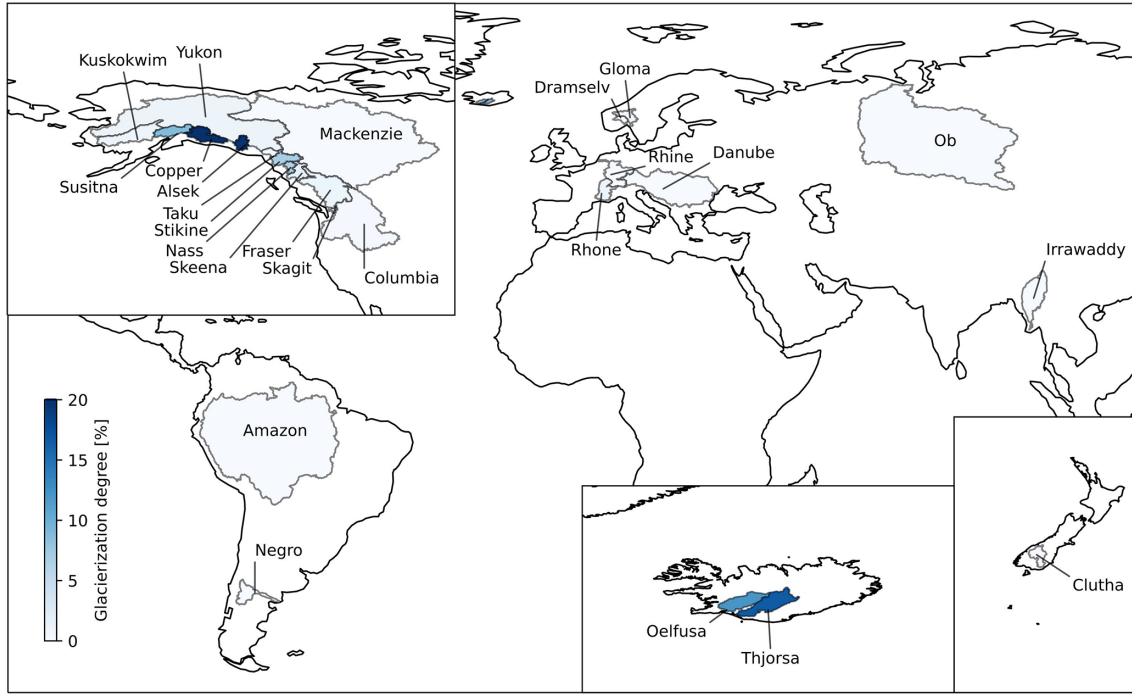 Kuskokwim
Yukon
Mackenzie
Susitna
Copper
Alsek
Taku
Stikine
Nass
Skeena
Fraser
Skagit
Columbia
Gloma
Dramselv
Rhine
Danube
Rhone
Ob
Irrawaddy
Amazon
Negro
20
15
10
5
0
Glacierization degree [%]
Oelfusa
Thjorsa
Clutha